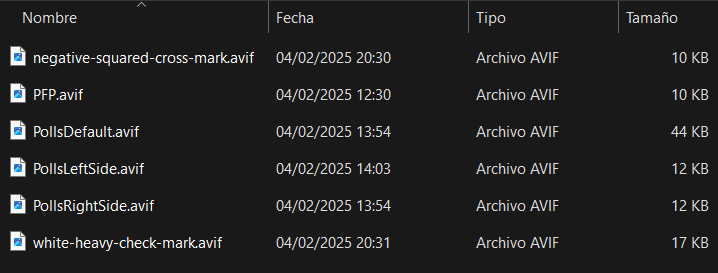 Nombre Fecha Tipo Tamaño
negative-squared-cross-mark.avif 04/02/2025 20:30 Archivo AVIF 10 KB
PFP.avif 04/02/2025 12:30 Archivo AVIF 10 KB
PollsDefault.avif 04/02/2025 13:54 Archivo AVIF 44 KB
PollsLeftSide.avif 04/02/2025 14:03 Archivo AVIF 12 KB
PollsRightSide.avif 04/02/2025 13:54 Archivo AVIF 12 KB
white-heavy-check-mark.avif 04/02/2025 20:31 Archivo AVIF 17 KB